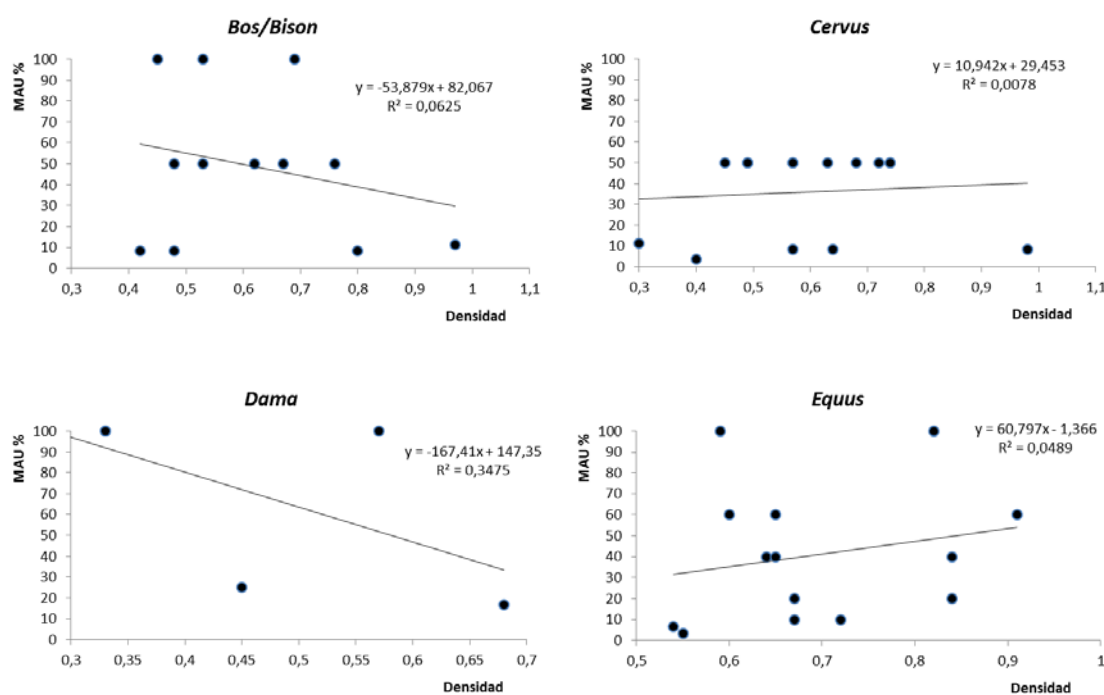 Bos/Bison
MAU %
100
90
80
70
60
50
40
30
20
10
0
y = -53,879x + 82,067
R² = 0,0625
0,3 0,4 0,5 0,6 0,7 0,8 0,9 1 1,1
Densidad
Cervus
MAU %
100
90
80
70
60
50
40
30
20
10
0
y = 10,942x + 29,453
R² = 0,0078
0,3 0,4 0,5 0,6 0,7 0,8 0,9 1 1,1
Densidad
Dama
MAU %
100
90
80
70
60
50
40
30
20
10
0
y = -167,41x + 147,35
R² = 0,3475
0,3 0,35 0,4 0,45 0,5 0,55 0,6 0,65 0,7
Densidad
Equus
MAU %
100
90
80
70
60
50
40
30
20
10
0
y = 60,797x - 1,366
R² = 0,0489
0,5 0,6 0,7 0,8 0,9 1
Densidad